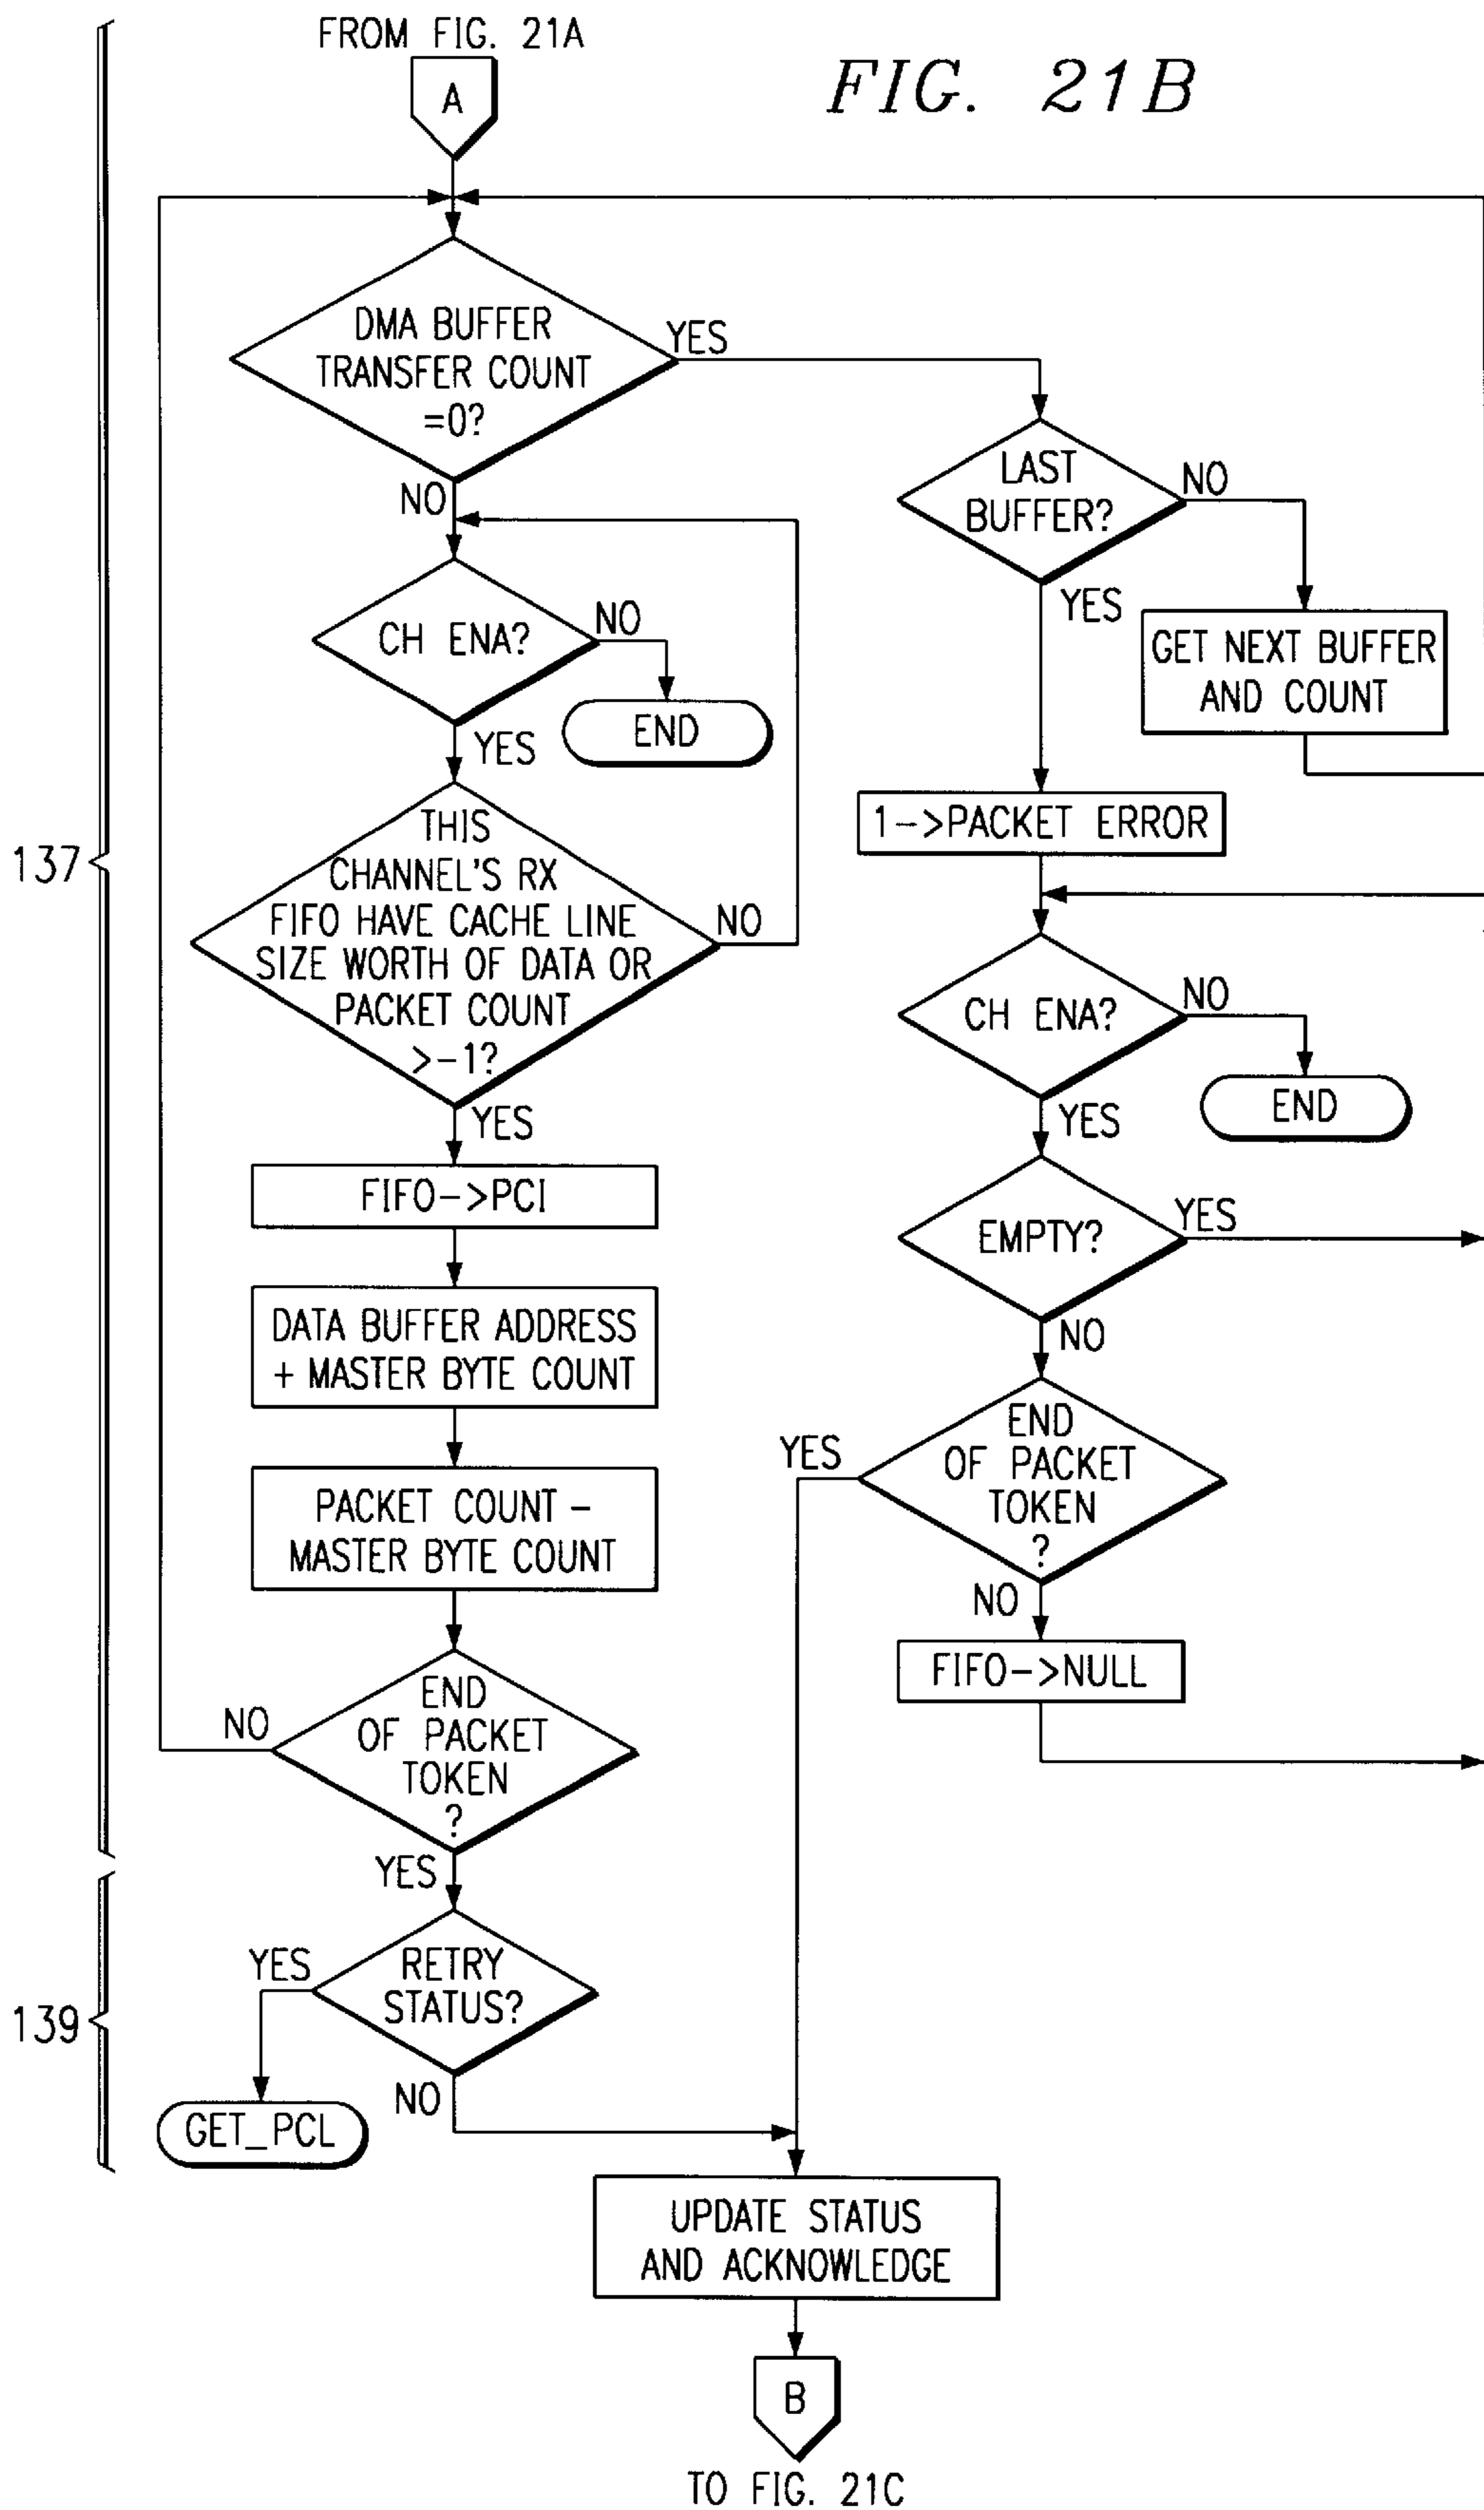 FROM FIG. 21A
FIG. 21B
A
DMA BUFFER
TRANSFER COUNT
=0?
YES
NO
LAST
BUFFER?
NO
YES
GET NEXT BUFFER
AND COUNT
CH ENA?
NO
END
YES
1->PACKET ERROR
THIS
CHANNEL'S RX
FIFO HAVE CACHE LINE
SIZE WORTH OF DATA OR
PACKET COUNT
>-1?
NO
YES
137
CH ENA?
NO
END
YES
FIFO->PCI
EMPTY?
YES
NO
DATA BUFFER ADDRESS
+ MASTER BYTE COUNT
PACKET COUNT-
MASTER BYTE COUNT
END
OF PACKET
TOKEN
?
YES
NO
FIFO->NULL
END
OF PACKET
TOKEN
?
NO
YES
RETRY
STATUS?
YES
NO
139
GET_PCL
UPDATE STATUS
AND ACKNOWLEDGE
B
TO FIG. 21C